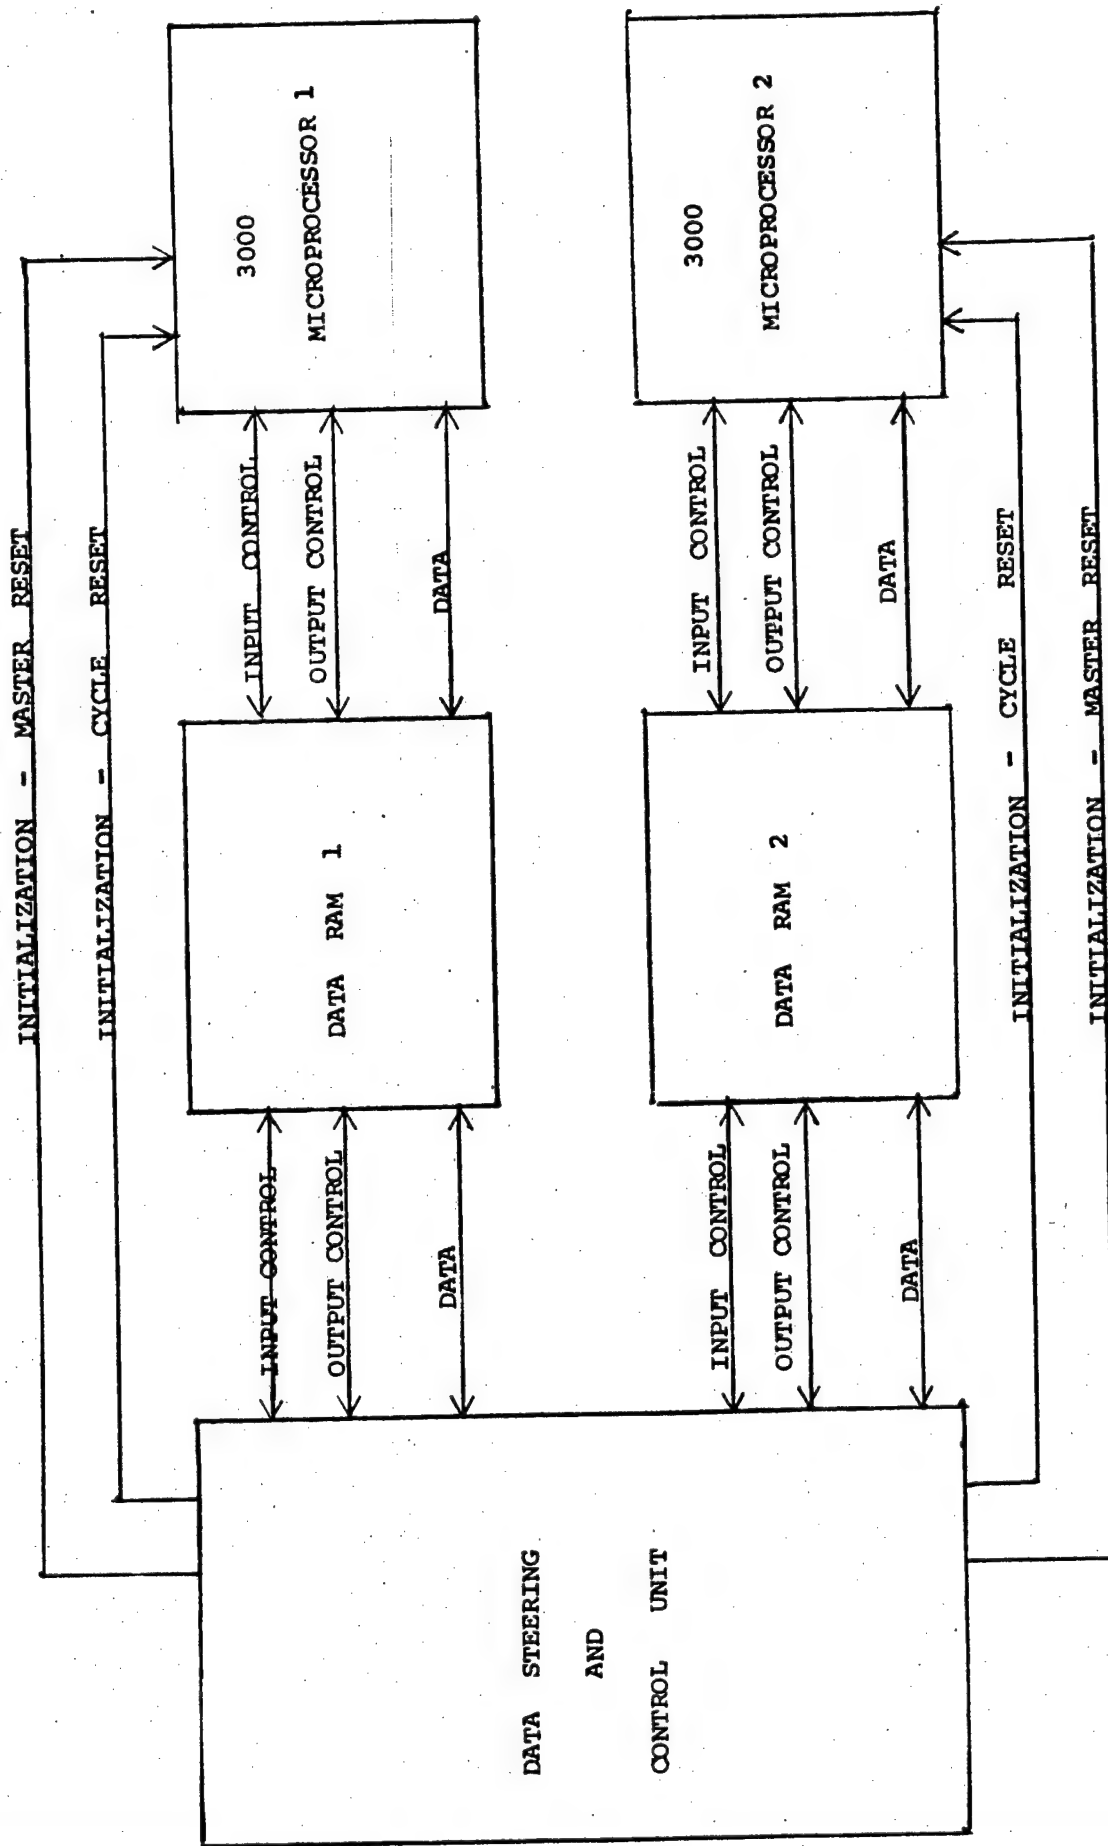 INITIALIZATION - MASTER RESET
INITIALIZATION - CYCLE RESET
INPUT CONTROL
OUTPUT CONTROL
DATA
DATA RAM 1
INPUT CONTROL
OUTPUT CONTROL
DATA
3000
MICROPROCESSOR 1
DATA STEERING
AND
CONTROL UNIT
INPUT CONTROL
OUTPUT CONTROL
DATA
DATA RAM 2
INPUT CONTROL
OUTPUT CONTROL
DATA
3000
MICROPROCESSOR 2
INITIALIZATION - CYCLE RESET
INITIALIZATION - MASTER RESET